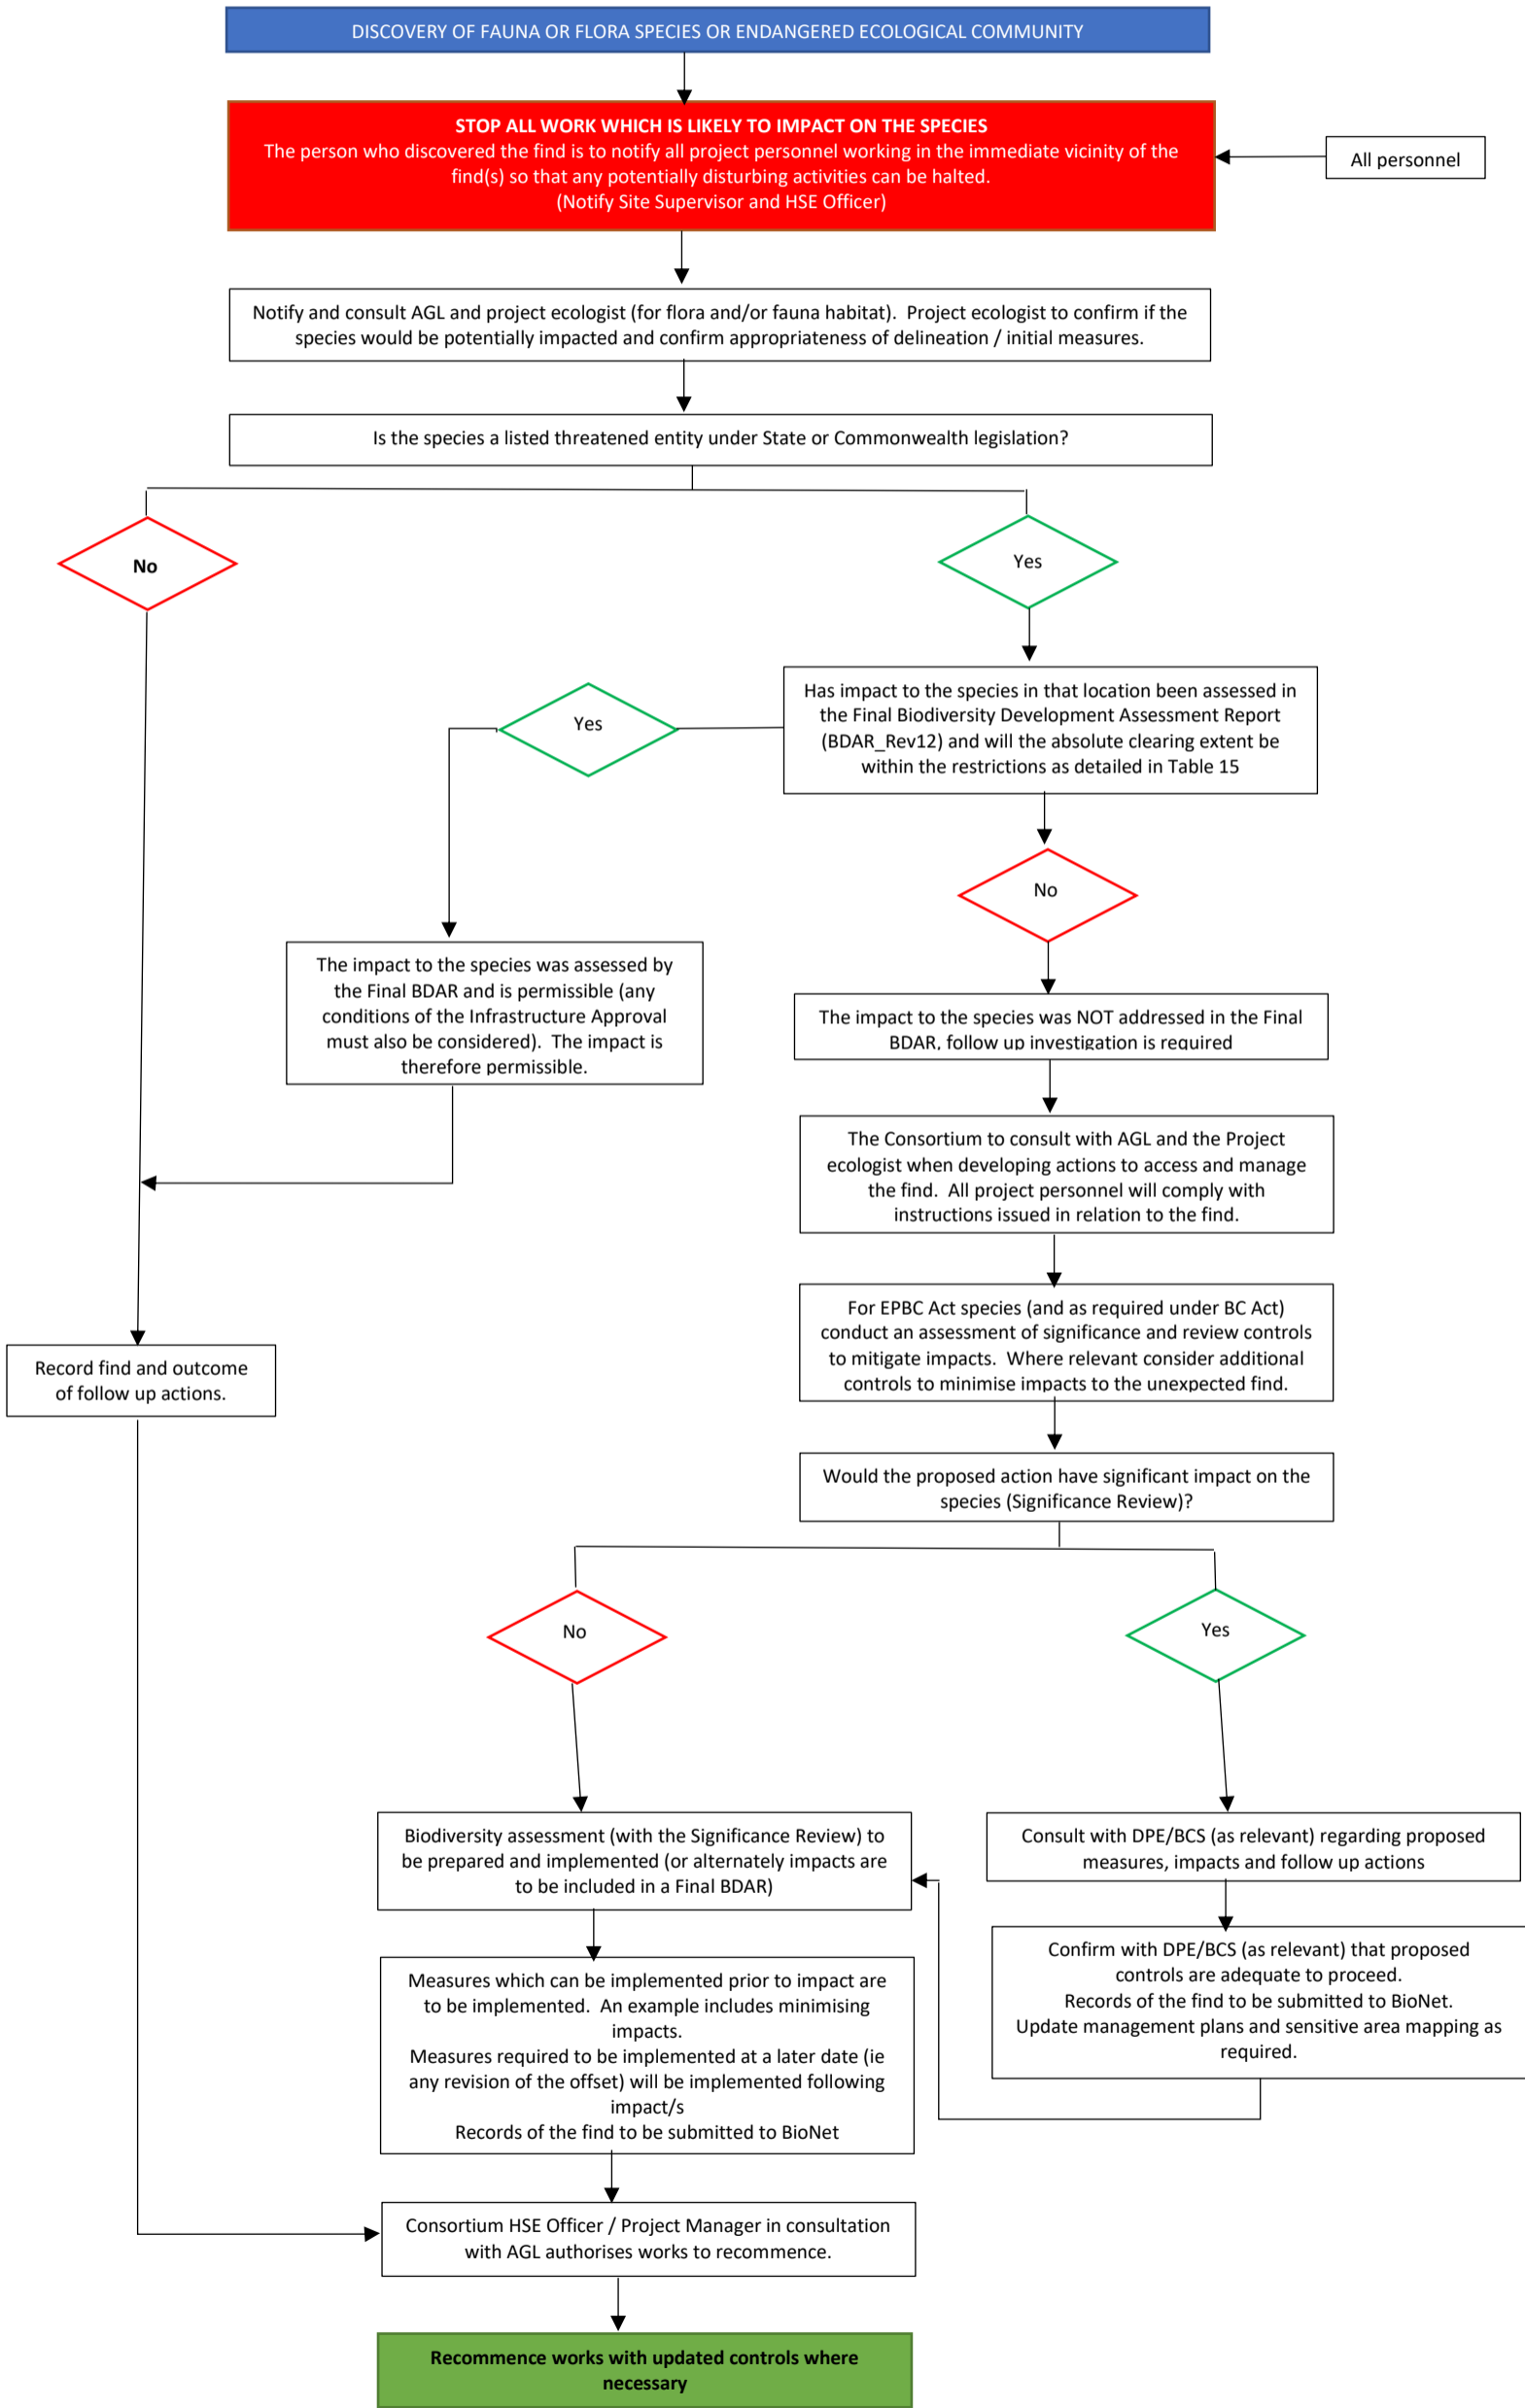 DISCOVERY OF FAUNA OR FLORA SPECIES OR ENDANGERED ECOLOGICAL COMMUNITY
STOP ALL WORK WHICH IS LIKELY TO IMPACT ON THE SPECIES
The person who discovered the find is to notify all project personnel working in the immediate vicinity of the
find(s) so that any potentially disturbing activities can be halted.
(Notify Site Supervisor and HSE Officer)
All personnel
Notify and consult AGL and project ecologist (for flora and/or fauna habitat).  Project ecologist to confirm if the
species would be potentially impacted and confirm appropriateness of delineation / initial measures.
Is the species a listed threatened entity under State or Commonwealth legislation?
No
Yes
Has impact to the species in that location been assessed in
the Final Biodiversity Development Assessment Report
(BDAR_Rev12) and will the absolute clearing extent be
within the restrictions as detailed in Table 15
Yes
No
The impact to the species was assessed by
the Final BDAR and is permissible (any
conditions of the Infrastructure Approval
must also be considered).  The impact is
therefore permissible.
The impact to the species was NOT addressed in the Final
BDAR, follow up investigation is required
The Consortium to consult with AGL and the Project
ecologist when developing actions to access and manage
the find.  All project personnel will comply with
instructions issued in relation to the find.
For EPBC Act species (and as required under BC Act)
conduct an assessment of significance and review controls
to mitigate impacts.  Where relevant consider additional
controls to minimise impacts to the unexpected find.
Record find and outcome
of follow up actions.
Would the proposed action have significant impact on the
species (Significance Review)?
No
Yes
Biodiversity assessment (with the Significance Review) to
be prepared and implemented (or alternately impacts are
to be included in a Final BDAR)
Consult with DPE/BCS (as relevant) regarding proposed
measures, impacts and follow up actions
Confirm with DPE/BCS (as relevant) that proposed
controls are adequate to proceed.
Records of the find to be submitted to BioNet.
Update management plans and sensitive area mapping as
required.
Measures which can be implemented prior to impact are
to be implemented.  An example includes minimising
impacts.
Measures required to be implemented at a later date (ie
any revision of the offset) will be implemented following
impact/s
Records of the find to be submitted to BioNet
Consortium HSE Officer / Project Manager in consultation
with AGL authorises works to recommence.
Recommence works with updated controls where
necessary